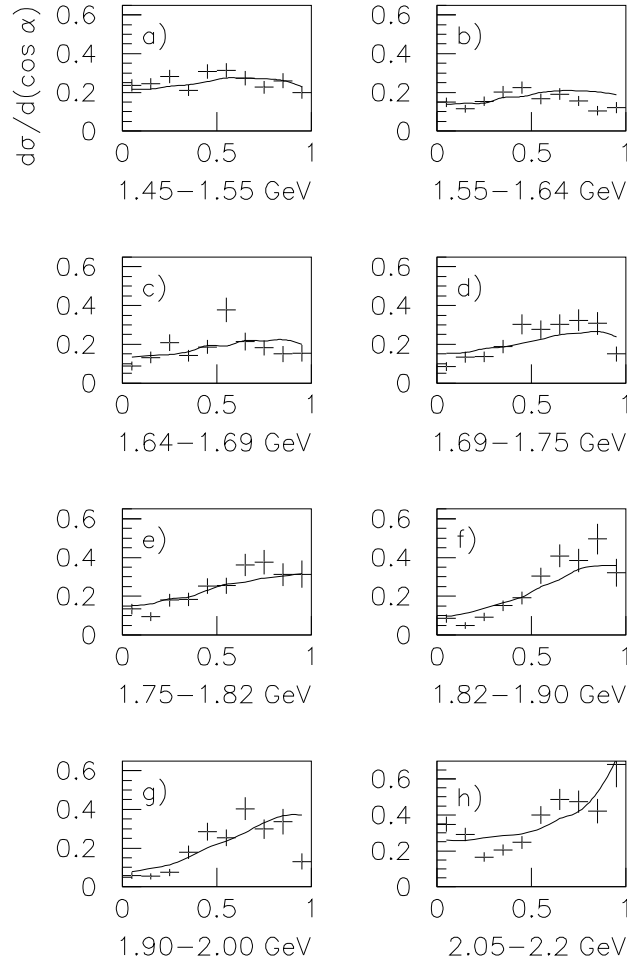 dσ/d(cos α)
0.6
0.4
0.2
0
a)
0 0.5 1
1.45−1.55 GeV
0.6
0.4
0.2
0
b)
0 0.5 1
1.55−1.64 GeV
0.6
0.4
0.2
0
c)
0 0.5 1
1.64−1.69 GeV
0.6
0.4
0.2
0
d)
0 0.5 1
1.69−1.75 GeV
0.6
0.4
0.2
0
e)
0 0.5 1
1.75−1.82 GeV
0.6
0.4
0.2
0
f)
0 0.5 1
1.82−1.90 GeV
0.6
0.4
0.2
0
g)
0 0.5 1
1.90−2.00 GeV
0.6
0.4
0.2
0
h)
0 0.5 1
2.05−2.2 GeV